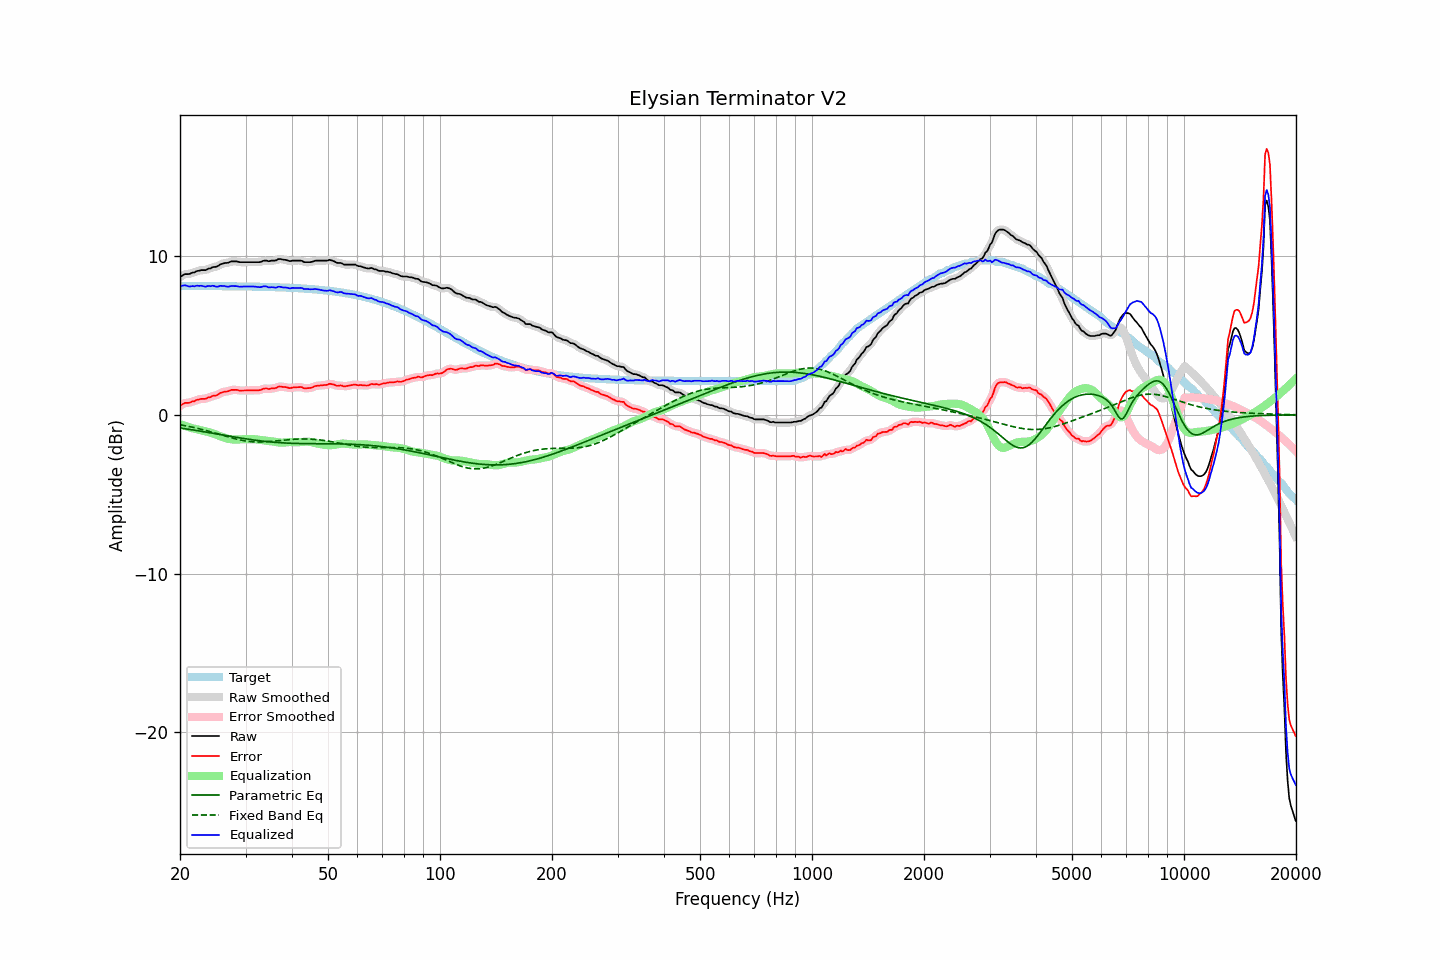 Elysian Terminator V2
Amplitude (dBr)
10
0
−10
−20
Target
Raw Smoothed
Error Smoothed
Raw
Error
Equalization
Parametric Eq
Fixed Band Eq
Equalized
20 50 100 200 500 1000 2000 5000 10000 20000
Frequency (Hz)